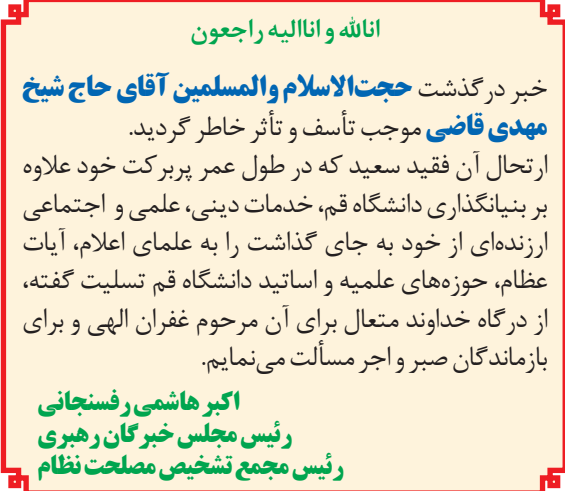 انالله و اناالیه راجعون
خبر درگذشت حجت‌الاسلام والمسلمین آقای حاج شیخ
مهدی قاضی موجب تأسف و تأثر خاطر گردید.
ارتحال آن فقید سعید که در طول عمر پربرکت خود علاوه
بر بنیانگذاری دانشگاه قم، خدمات دینی، علمی و اجتماعی
ارزنده‌ای از خود به جای گذاشت را به علمای اعلام، آیات
عظام، حوزه‌های علمیه و اساتید دانشگاه قم تسلیت گفته،
از درگاه خداوند متعال برای آن مرحوم غفران الهی و برای
بازماندگان صبر و اجر مسألت می‌نمایم.
اکبر هاشمی رفسنجانی
رئیس مجلس خبرگان رهبری
رئیس مجمع تشخیص مصلحت نظام